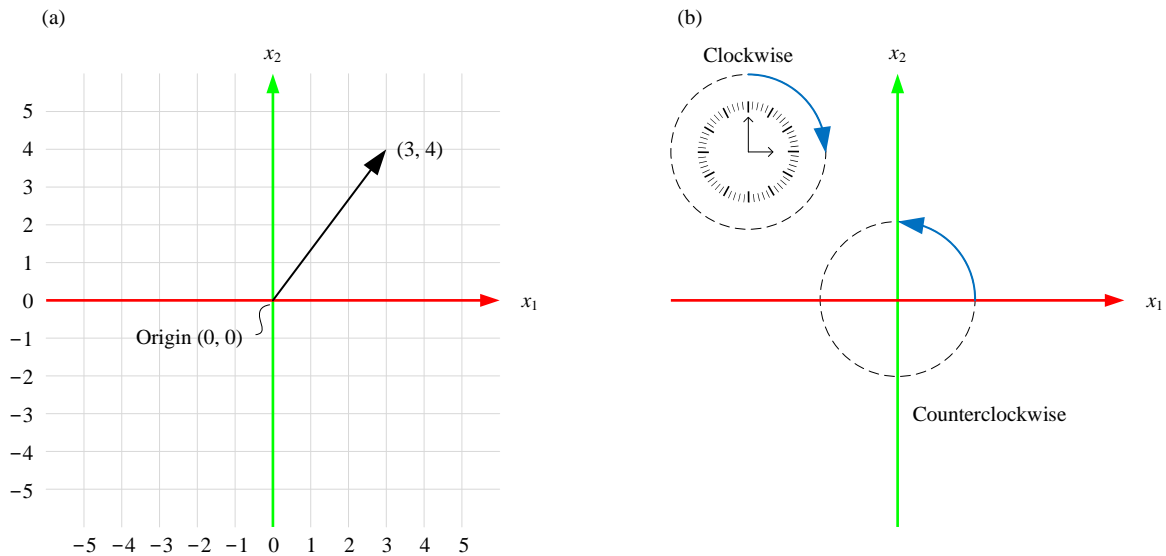 (a)
x₂
5
4
(3, 4)
3
2
1
0
x₁
Origin (0, 0)
−1
−2
−3
−4
−5
−5 −4 −3 −2 −1 0 1 2 3 4 5
(b)
Clockwise
x₂
x₁
Counterclockwise